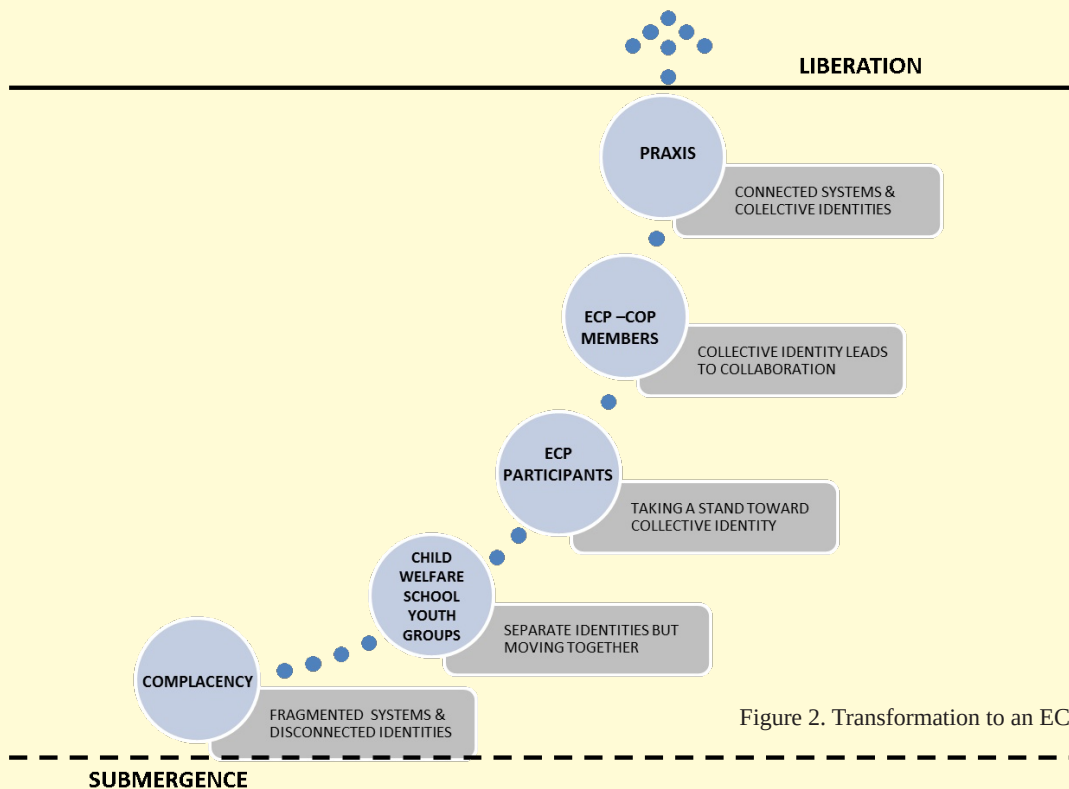 LIBERATION
PRAXIS
CONNECTED SYSTEMS &
COLELCTIVE IDENTITIES
ECP –COP
MEMBERS
COLLECTIVE IDENTITY LEADS
TO COLLABORATION
ECP
PARTICIPANTS
TAKING A STAND TOWARD
COLLECTIVE IDENTITY
CHILD
WELFARE
SCHOOL
YOUTH
GROUPS
SEPARATE IDENTITIES BUT
MOVING TOGETHER
COMPLACENCY
FRAGMENTED SYSTEMS &
DISCONNECTED IDENTITIES
Figure 2. Transformation to an EC
SUBMERGENCE